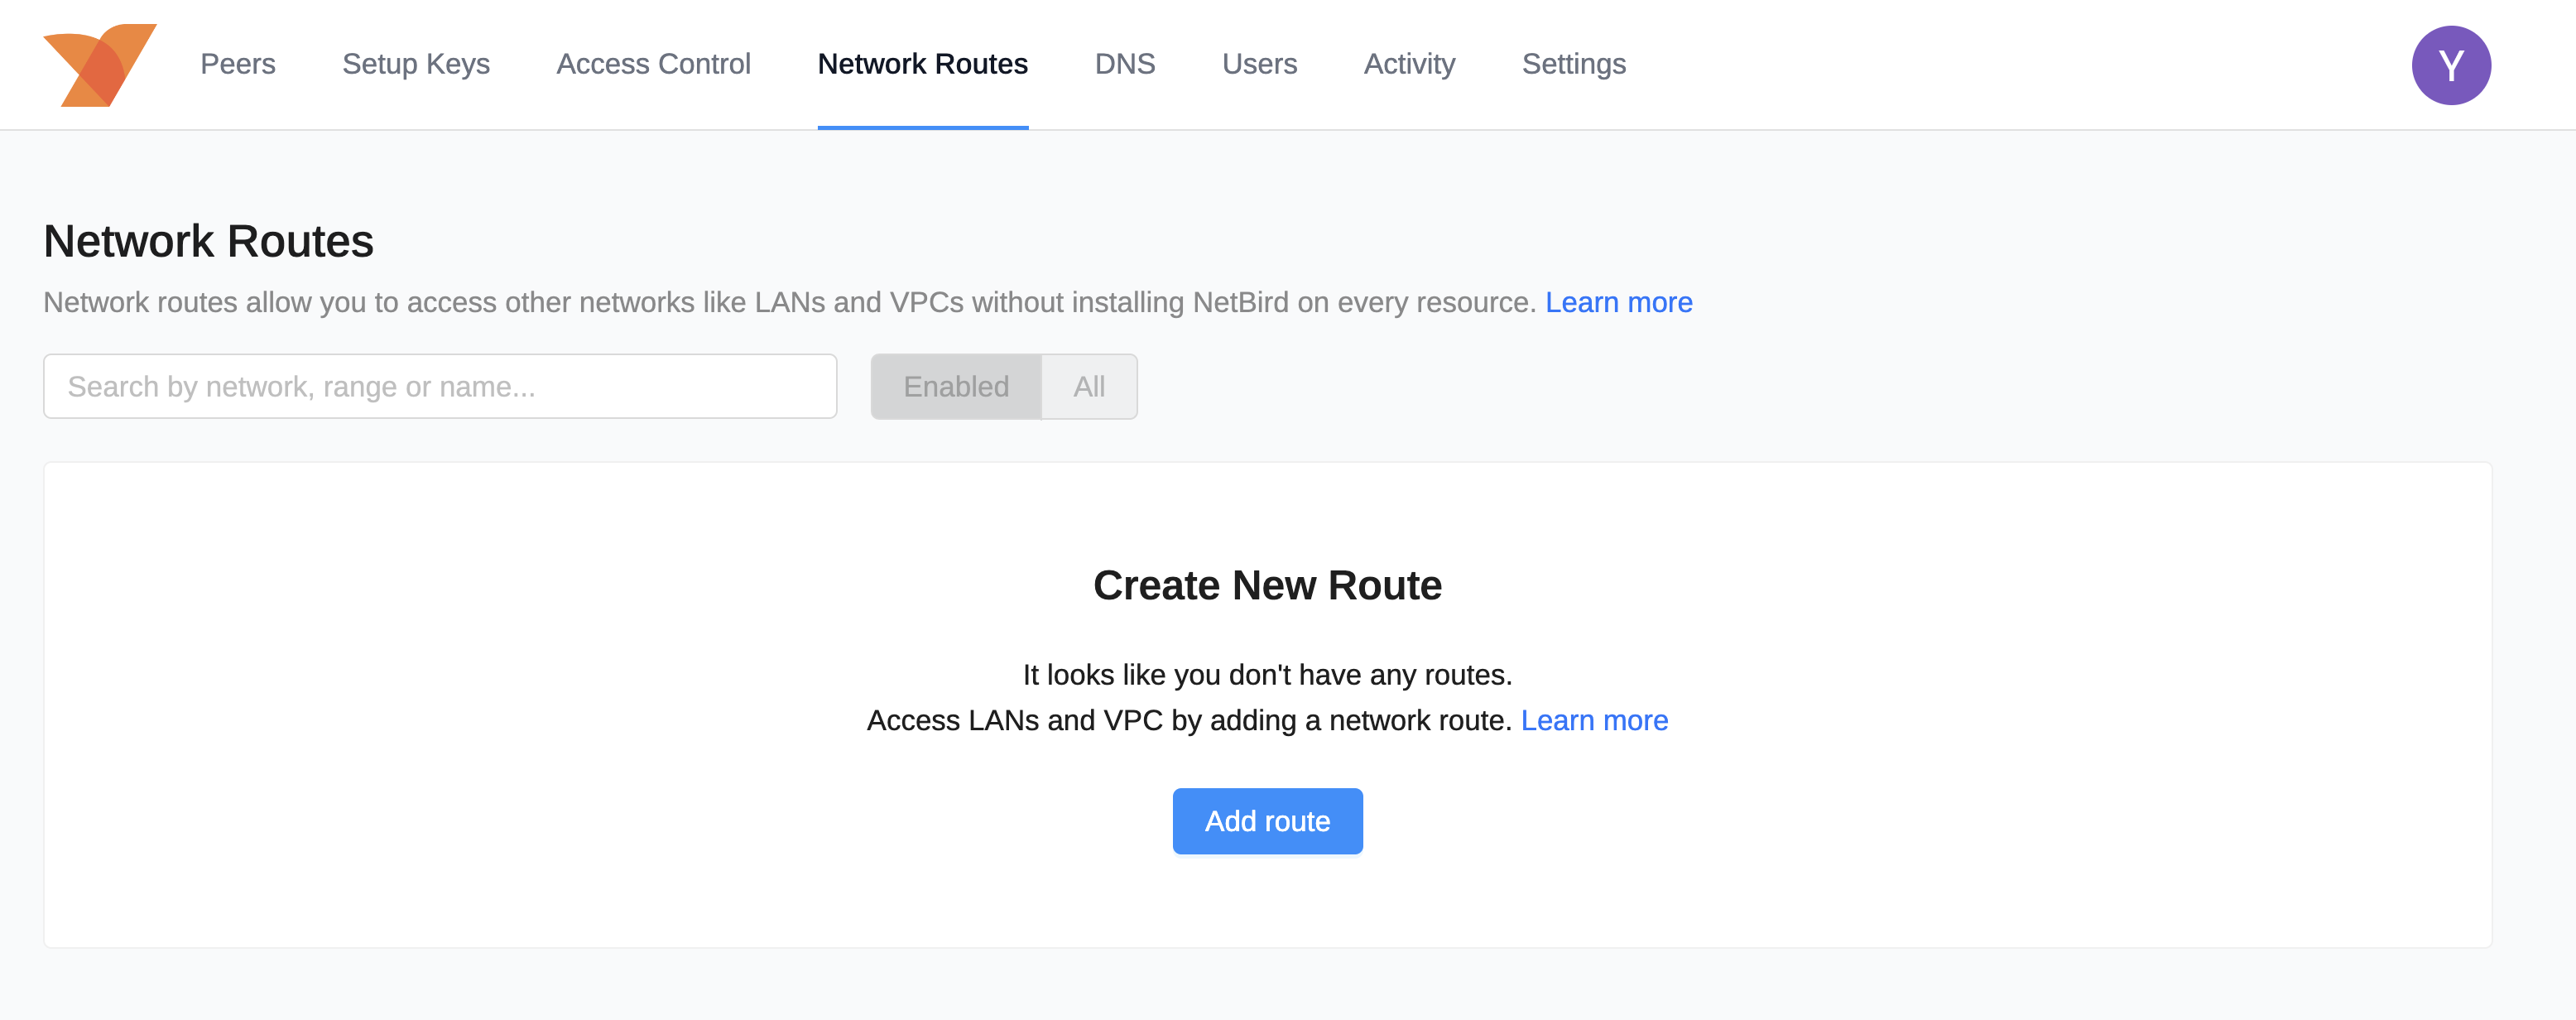 Peers Setup Keys Access Control Network Routes DNS Users Activity Settings Y
Network Routes
Network routes allow you to access other networks like LANs and VPCs without installing NetBird on every resource. Learn more
Search by network, range or name... Enabled All
Create New Route
It looks like you don't have any routes.
Access LANs and VPC by adding a network route. Learn more
Add route